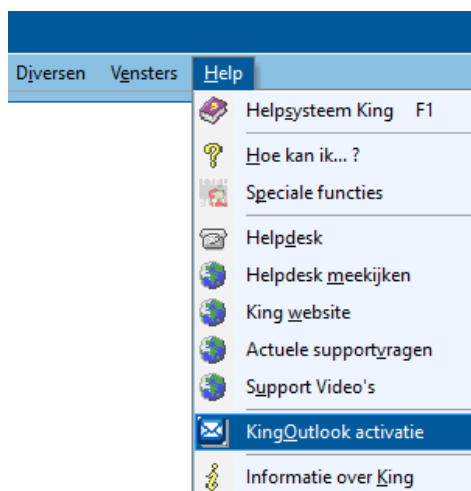 Diversen Vensters Help
Helpsysteem King F1
Hoe kan ik... ?
Speciale functies
Helpdesk
Helpdesk meekijken
King website
Actuele supportvragen
Support Video's
KingOutlook activatie
Informatie over King